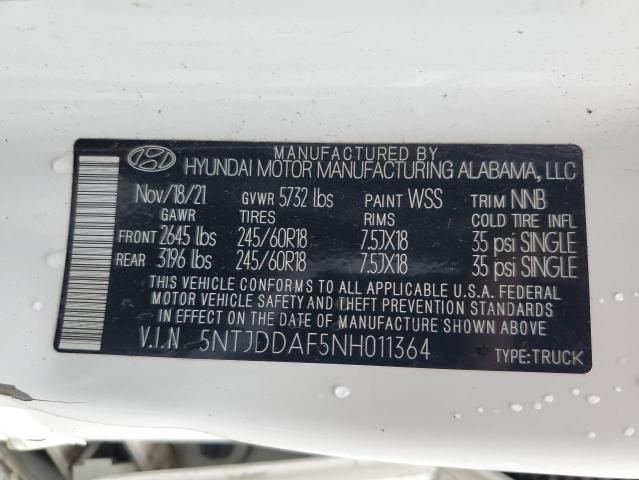 MANUFACTURED BY
HYUNDAI MOTOR MANUFACTURING ALABAMA, LLC
Nov/18/21 GVWR 5732 lbs PAINT WSS TRIM NNB
GAWR TIRES RIMS COLD TIRE INFL
FRONT 2645 lbs 245/60R18 7.5JX18 35 psi SINGLE
REAR 3196 lbs 245/60R18 7.5JX18 35 psi SINGLE
THIS VEHICLE CONFORMS TO ALL APPLICABLE U.S.A. FEDERAL
MOTOR VEHICLE SAFETY AND THEFT PREVENTION STANDARDS
IN EFFECT ON THE DATE OF MANUFACTURE SHOWN ABOVE.
V.I.N 5NTJDDAF5NH011364 TYPE:TRUCK